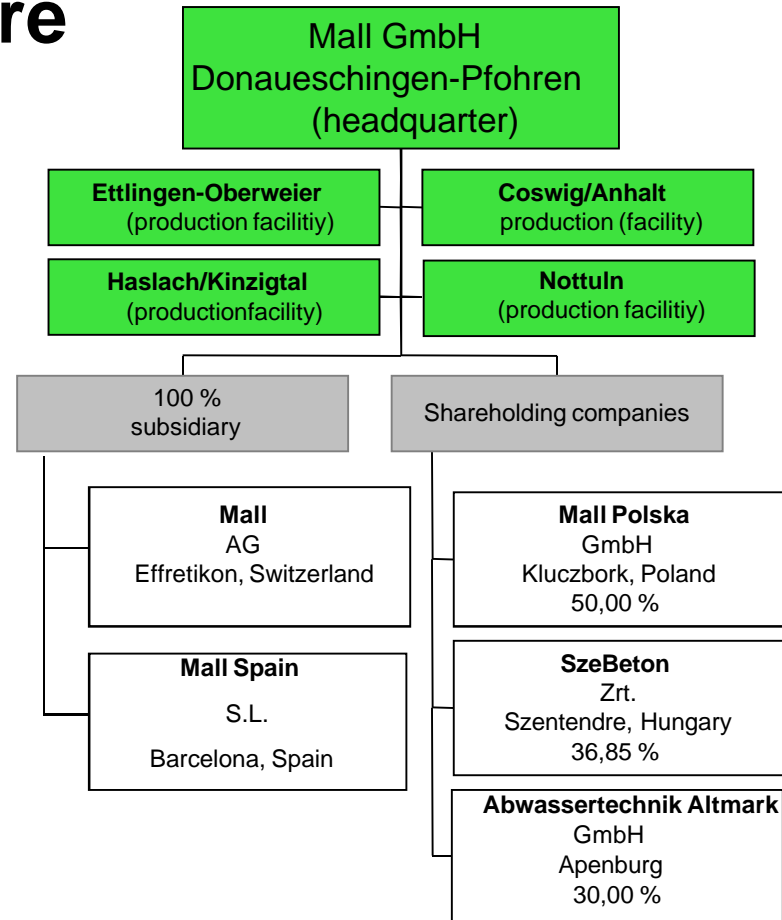 re
Mall GmbH
Donaueschingen-Pfohren
(headquarter)
Ettlingen-Oberweier
(production facilitiy)
Coswig/Anhalt
production (facility)
Haslach/Kinzigtal
(productionfacility)
Nottuln
(production facilitiy)
100 %
subsidiary
Shareholding companies
Mall
AG
Effretikon, Switzerland
Mall Spain
S.L.
Barcelona, Spain
Mall Polska
GmbH
Kluczbork, Poland
50,00 %
SzeBeton
Zrt.
Szentendre, Hungary
36,85 %
Abwassertechnik Altmark
GmbH
Apenburg
30,00 %